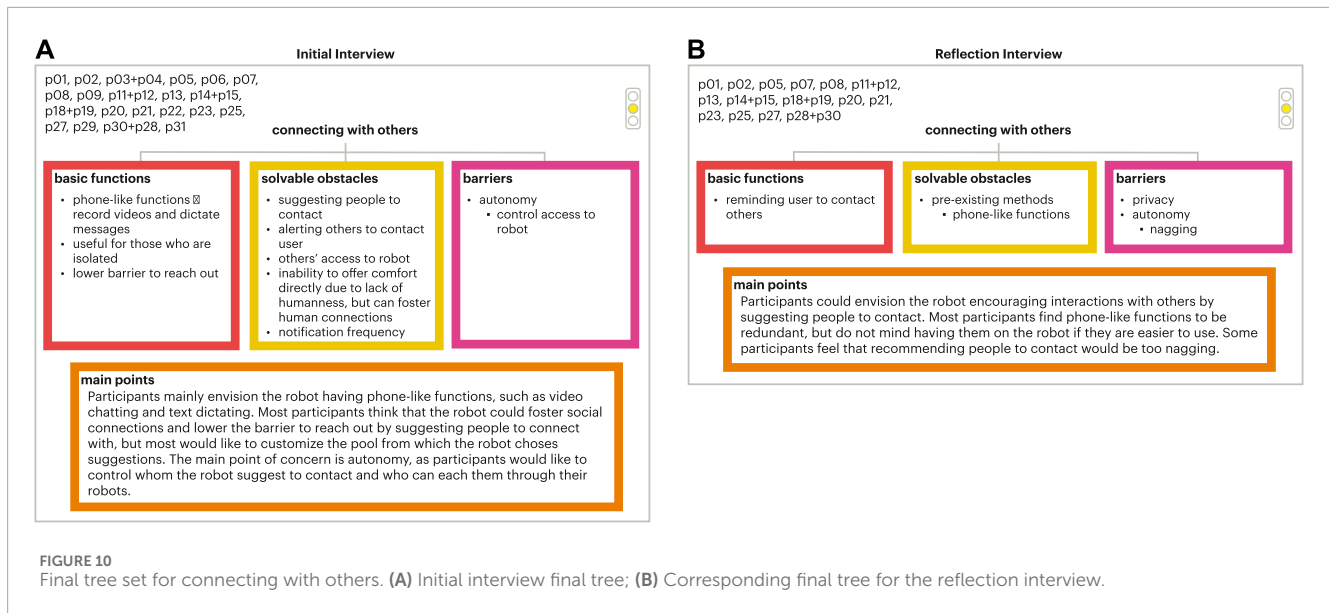 A
Initial Interview
p01, p02, p03+p04, p05, p06, p07,
p08, p09, p11+p12, p13, p14+p15,
p18+p19, p20, p21, p22, p23, p25,
p27, p29, p30+p28, p31
connecting with others
basic functions
• phone-like functions 
record videos and dictate
messages
• useful for those who are
isolated
• lower barrier to reach out
solvable obstacles
• suggesting people to
contact
• alerting others to contact
user
• others’ access to robot
• inability to offer comfort
directly due to lack of
humanness, but can foster
human connections
• notification frequency
barriers
• autonomy
▪ control access to
robot
main points
Participants mainly envision the robot having phone-like functions, such as video
chatting and text dictating. Most participants think that the robot could foster social
connections and lower the barrier to reach out by suggesting people to connect
with, but most would like to customize the pool from which the robot choses
suggestions. The main point of concern is autonomy, as participants would like to
control whom the robot suggest to contact and who can each them through their
robots.
B
Reflection Interview
p01, p02, p05, p07, p08, p11+p12,
p13, p14+p15, p18+p19, p20, p21,
p23, p25, p27, p28+p30
connecting with others
basic functions
• reminding user to contact
others
solvable obstacles
• pre-existing methods
▪ phone-like functions
barriers
• privacy
• autonomy
▪ nagging
main points
Participants could envision the robot encouraging interactions with others by
suggesting people to contact. Most participants find phone-like functions to be
redundant, but do not mind having them on the robot if they are easier to use. Some
participants feel that recommending people to contact would be too nagging.
FIGURE 10
Final tree set for connecting with others. (A) Initial interview final tree; (B) Corresponding final tree for the reflection interview.